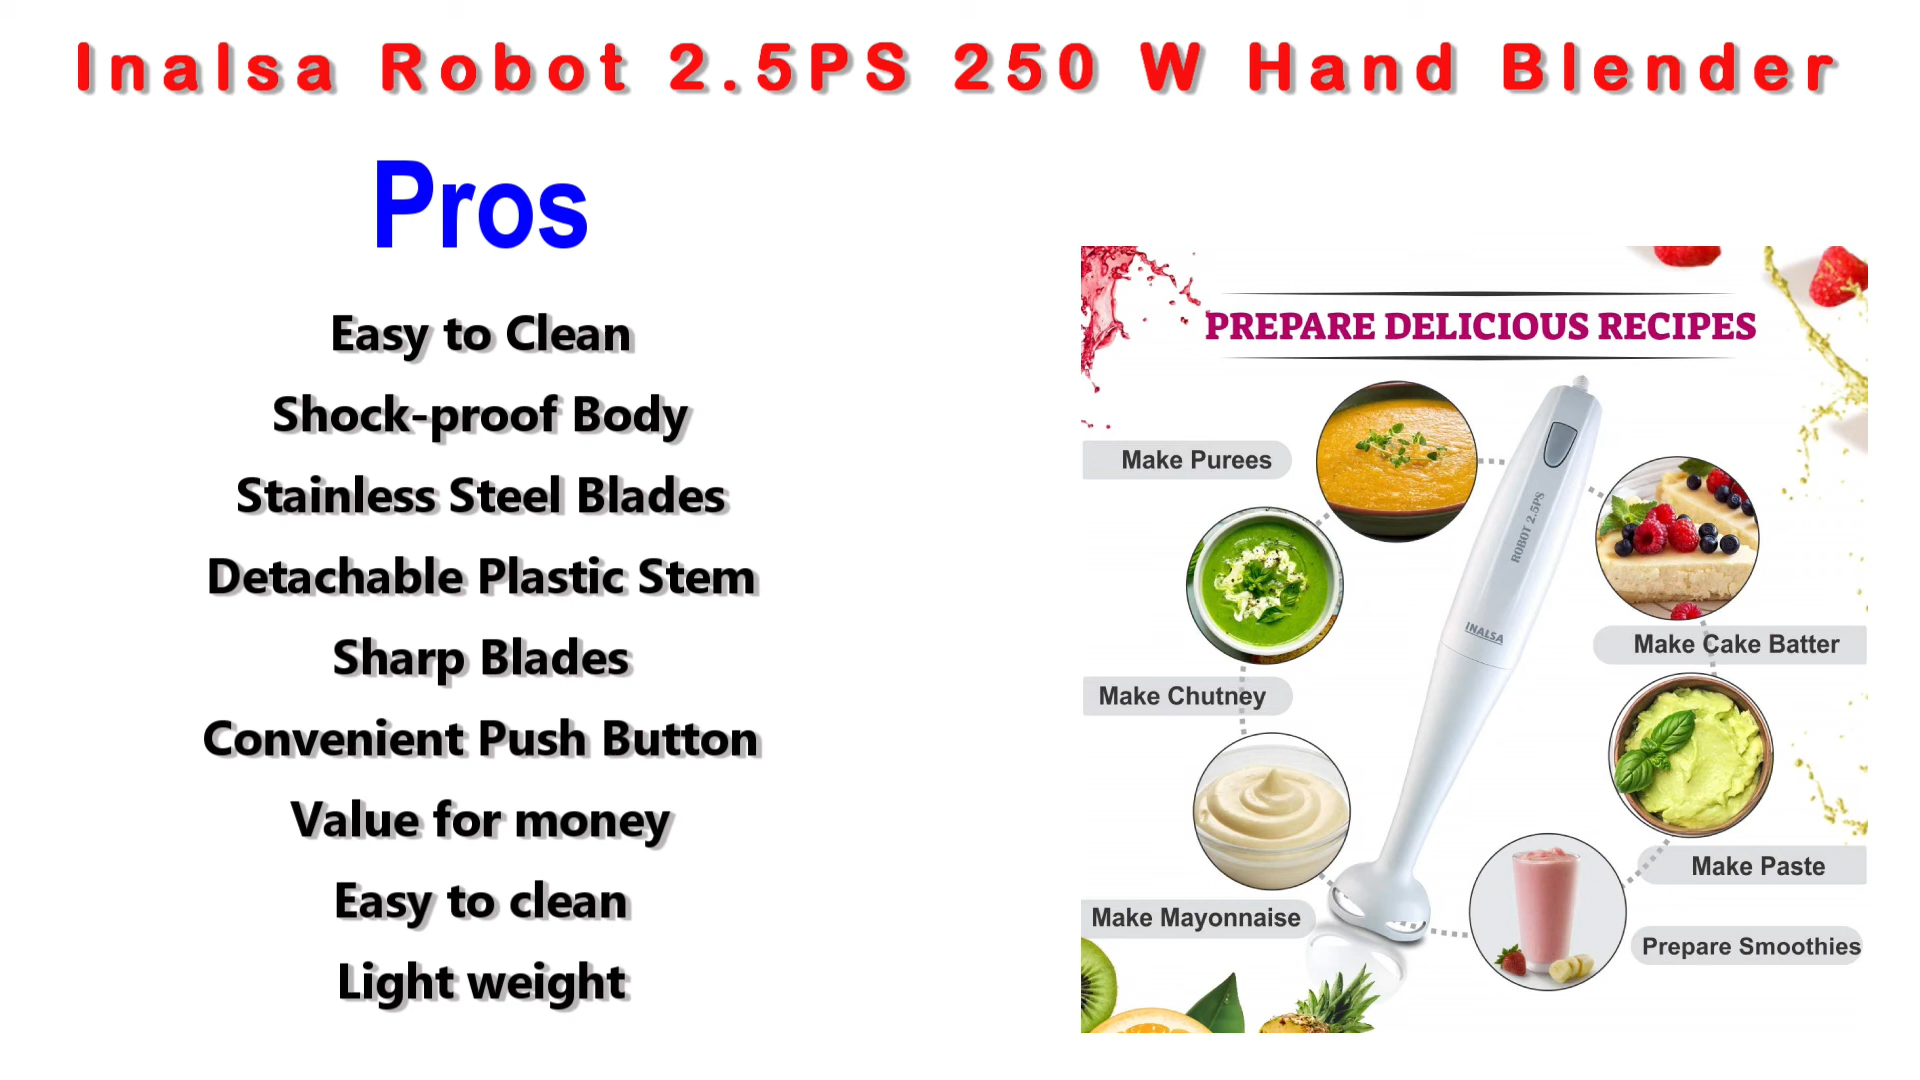 Inalsa Robot 2.5PS 250 W Hand Blender
Pros
Easy to Clean
Shock-proof Body
Stainless Steel Blades
Detachable Plastic Stem
Sharp Blades
Convenient Push Button
Value for money
Easy to clean
Light weight
PREPARE DELICIOUS RECIPES
Make Purees
ROBOT 2.5PS
INALSA
Make Cake Batter
Make Chutney
Make Paste
Make Mayonnaise
Prepare Smoothies